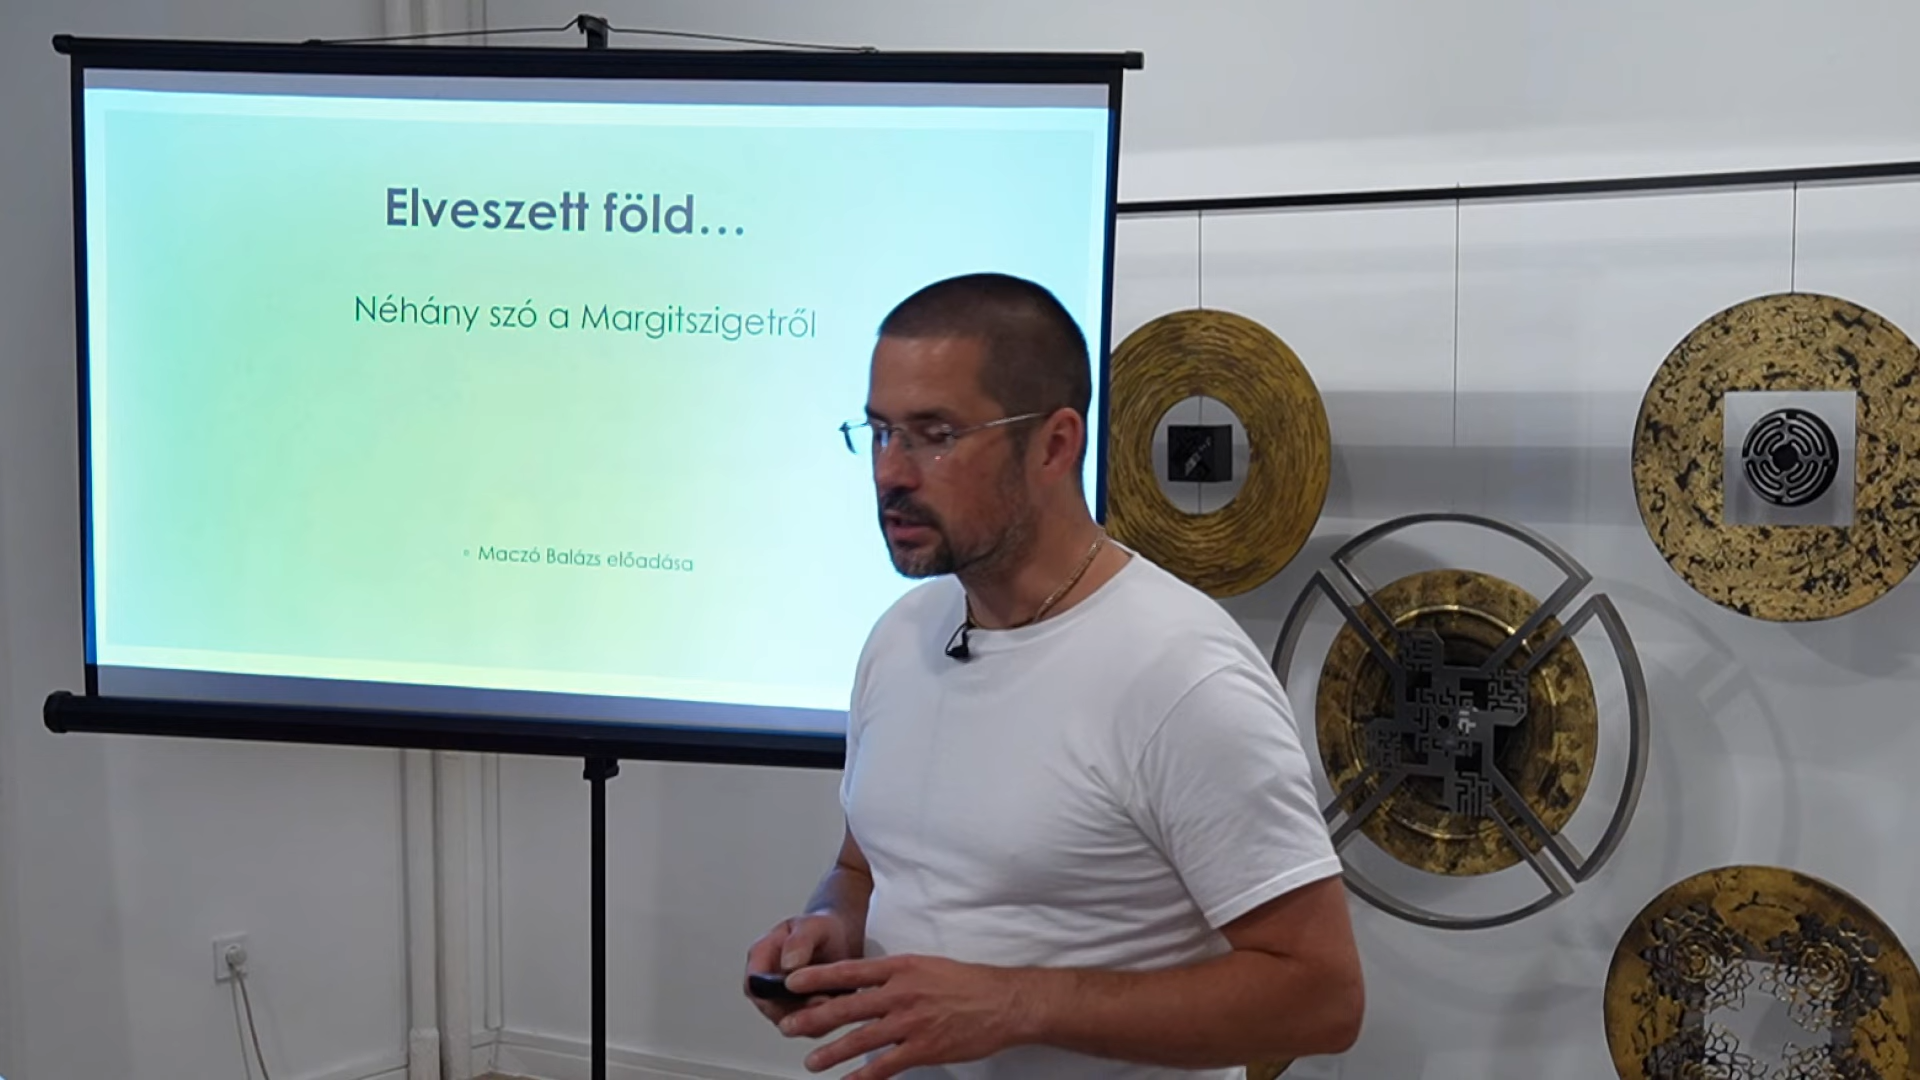 Elveszett föld...
Néhány szó a Margitszigetről
Maczó Balázs előadása